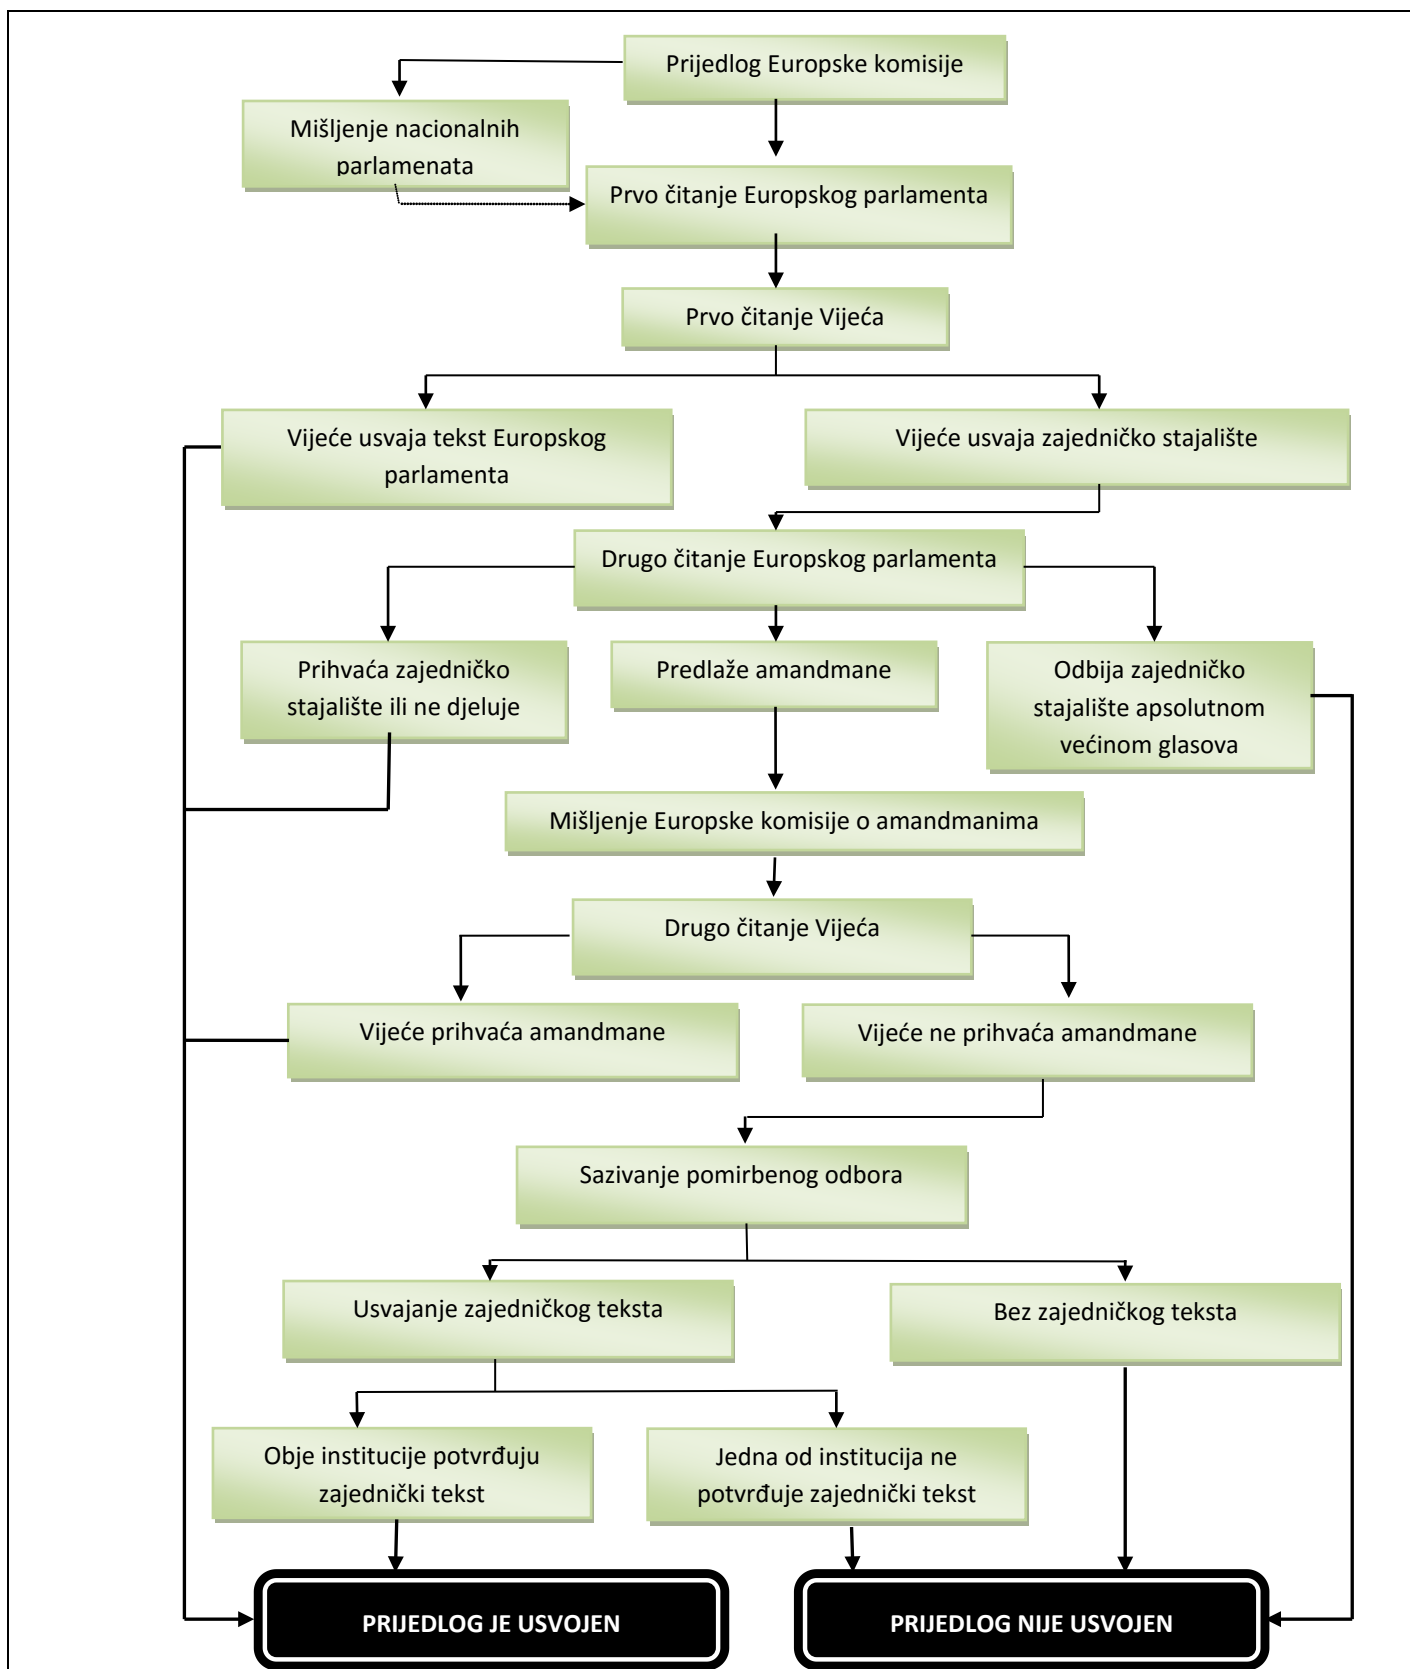 Prijedlog Europske komisije
Mišljenje nacionalnih
parlamenata
Prvo čitanje Europskog parlamenta
Prvo čitanje Vijeća
Vijeće usvaja tekst Europskog
parlamenta
Vijeće usvaja zajedničko stajalište
Drugo čitanje Europskog parlamenta
Prihvaća zajedničko
stajalište ili ne djeluje
Predlaže amandmane
Odbija zajedničko
stajalište apsolutnom
većinom glasova
Mišljenje Europske komisije o amandmanima
Drugo čitanje Vijeća
Vijeće prihvaća amandmane
Vijeće ne prihvaća amandmane
Sazivanje pomirbenog odbora
Usvajanje zajedničkog teksta
Bez zajedničkog teksta
Obje institucije potvrđuju
zajednički tekst
Jedna od institucija ne
potvrđuje zajednički tekst
PRIJEDLOG JE USVOJEN
PRIJEDLOG NIJE USVOJEN